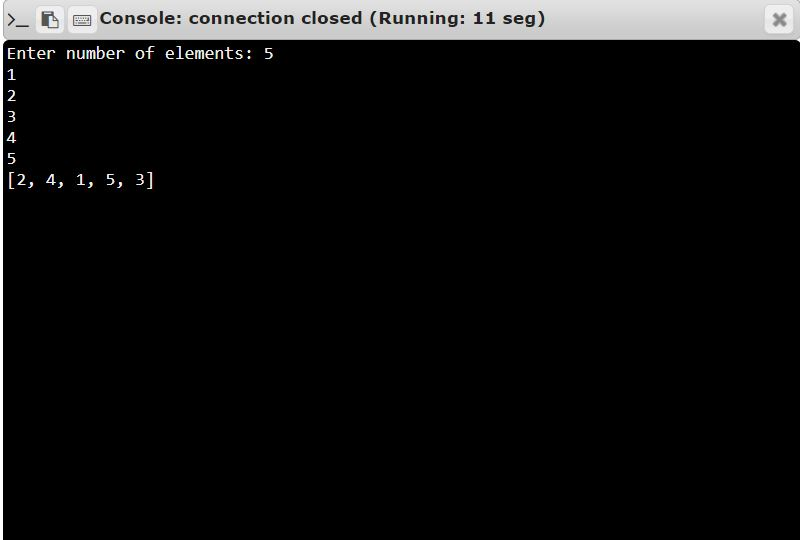 >_ Console: connection closed (Running: 11 seg)
Enter number of elements: 5
1
2
3
4
5
[2, 4, 1, 5, 3]